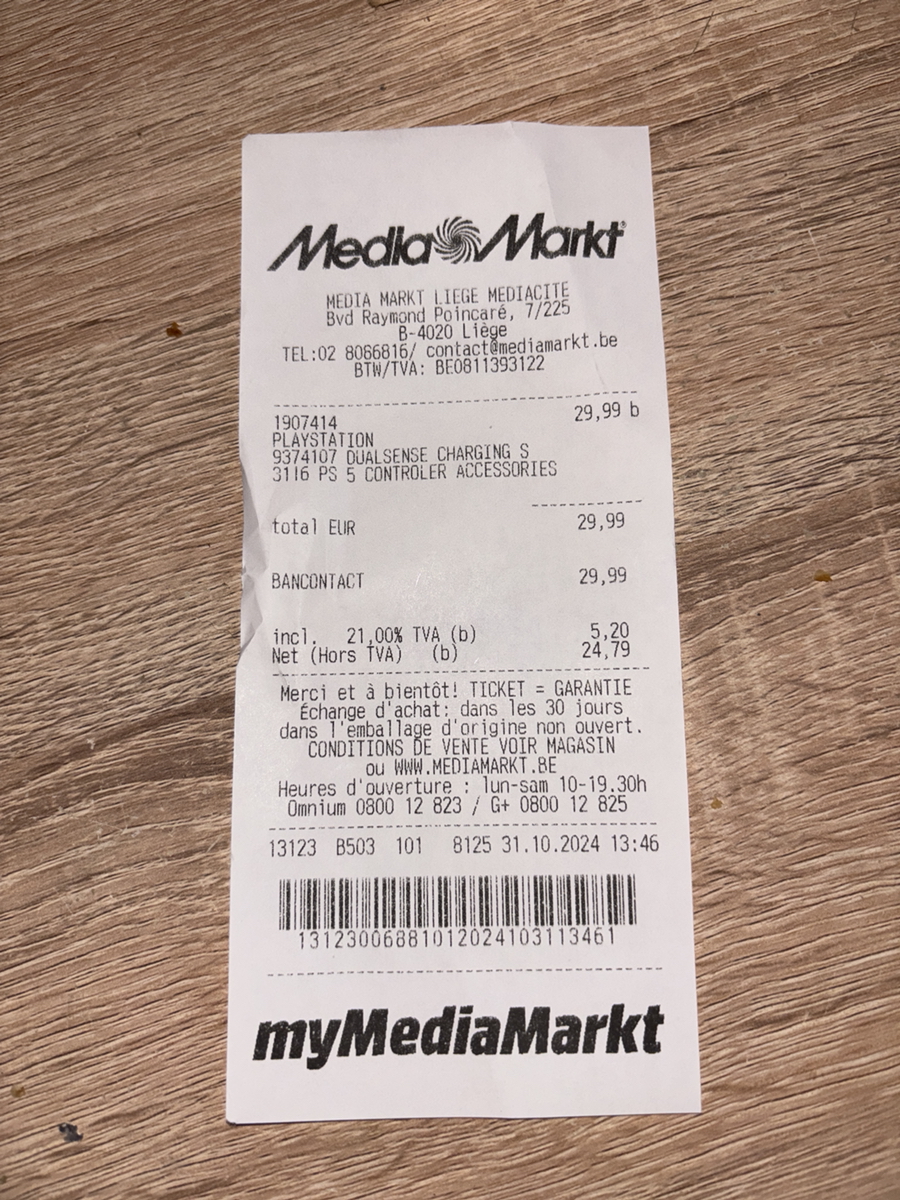 Media Markt
MEDIA MARKT LIEGE MEDIACITE
Bvd Raymond Poincaré, 7/225
B-4020 Liège
TEL:02 8086816/ contact@mediamarkt.be
BTW/TVA: BE0811393122
1907414 29,99 b
PLAYSTATION
9374107 DUALSENSE CHARGING S
3116 PS 5 CONTROLER ACCESSORIES
total EUR 29,99
BANCONTACT 29,99
incl. 21,00% TVA (b) 5,20
Net (Hors TVA) (b) 24,79
Merci et à bientôt! TICKET = GARANTIE
Échange d'achat: dans les 30 jours
dans l'emballage d'origine non ouvert.
CONDITIONS DE VENTE VOIR MAGASIN
ou WWW.MEDIAMARKT.BE
Heures d'ouverture : lun-sam 10-19.30h
Omnium 0800 12 823 / G+ 0800 12 825
13123 B503 101 8125 31.10.2024 13:46
1312300688101202410311346​1
myMediaMarkt